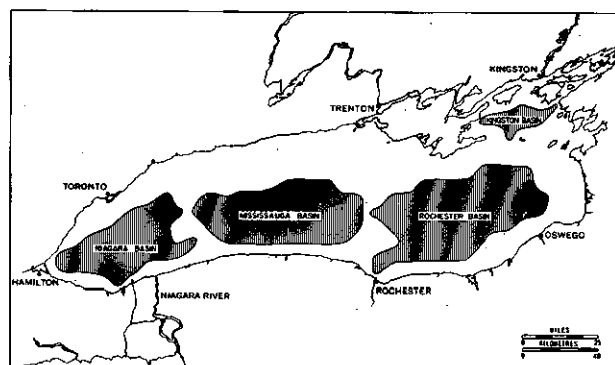 KINGSTON
TRENTON
KINGSTON BASIN
TORONTO
MISSISSAUGA BASIN
ROCHESTER BASIN
NIAGARA BASIN
OSWEGO
HAMILTON
NIAGARA RIVER
ROCHESTER
MILES
0 25
KILOMETRES
0 40